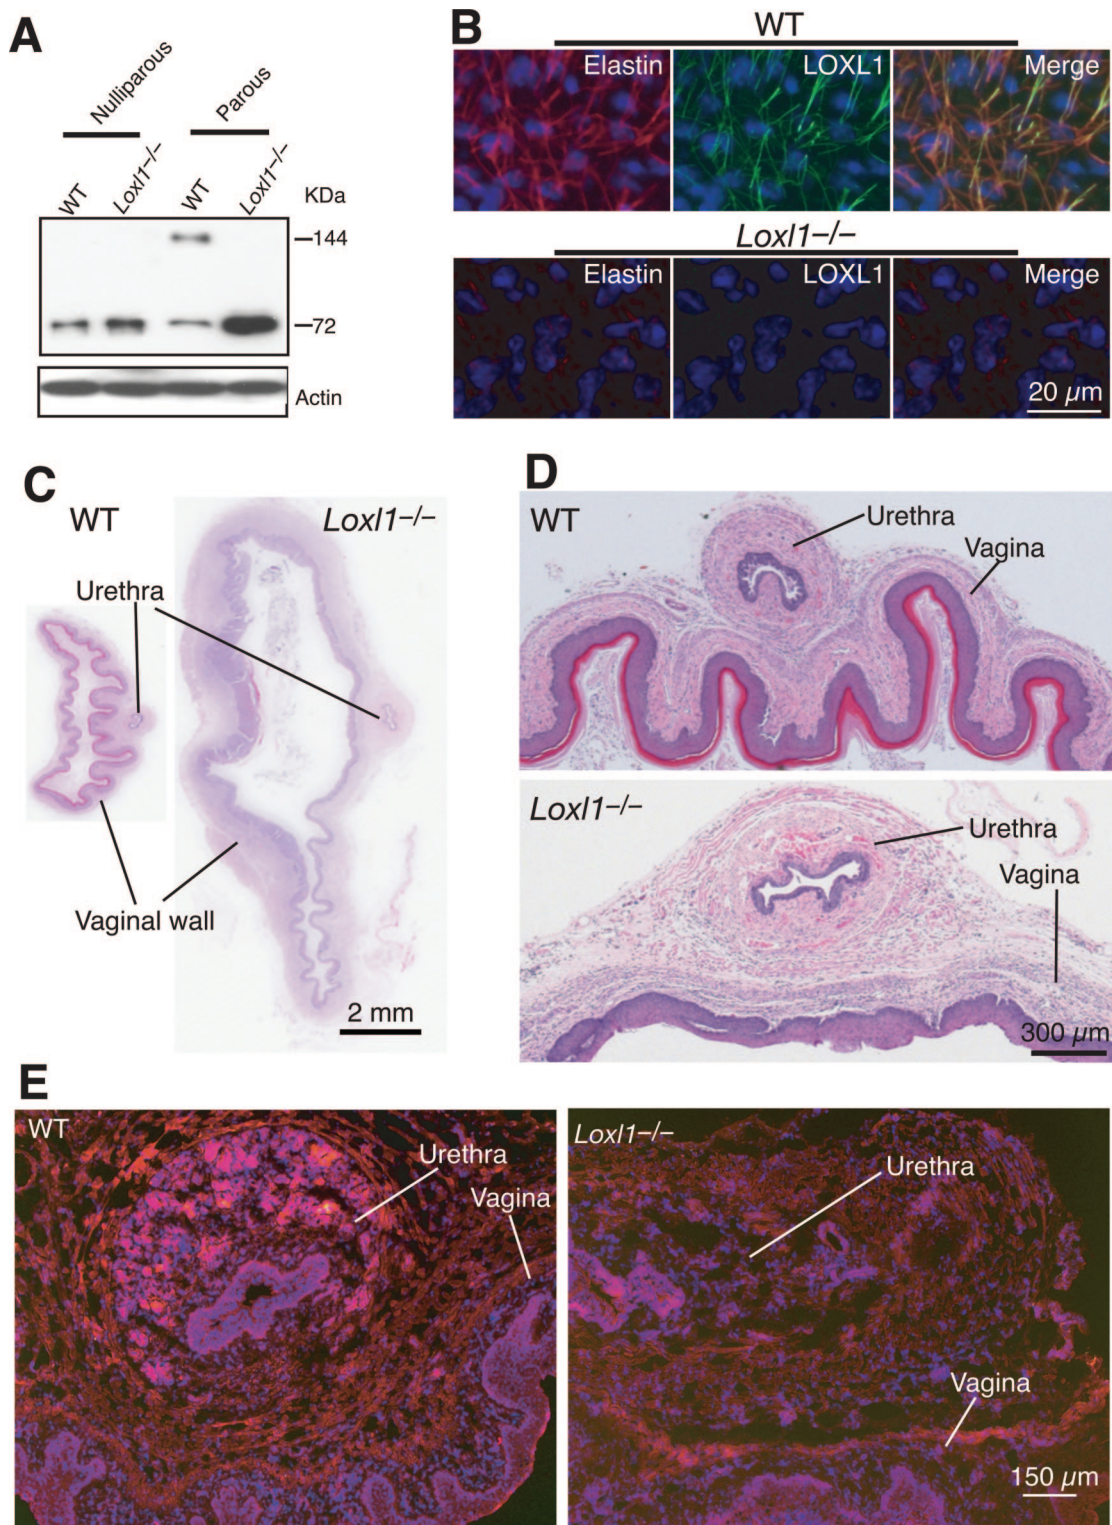 A
Nulliparous
Parous
WT
Loxl1–/–
WT
Loxl1–/–
KDa
144
72
Actin
B
WT
Elastin
LOXL1
Merge
Loxl1–/–
Elastin
LOXL1
Merge
20 µm
C
WT
Loxl1–/–
Urethra
Vaginal wall
2 mm
D
WT
Urethra
Vagina
Loxl1–/–
Urethra
Vagina
300 µm
E
WT
Urethra
Vagina
Loxl1–/–
Urethra
Vagina
150 µm